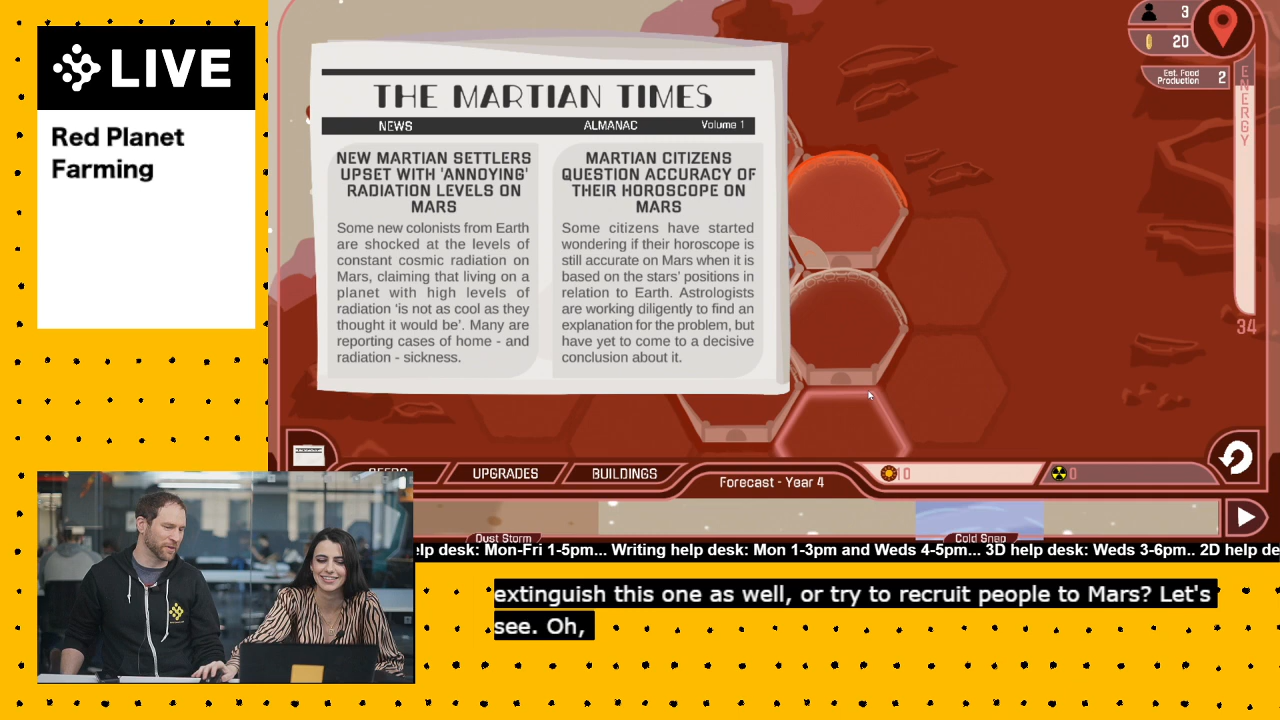 LIVE
Red Planet
Farming
THE MARTIAN TIMES
NEWS ALMANAC Volume 1
NEW MARTIAN SETTLERS
UPSET WITH 'ANNOYING'
RADIATION LEVELS ON
MARS
Some new colonists from Earth
are shocked at the levels of
constant cosmic radiation on
Mars, claiming that living on a
planet with high levels of
radiation 'is not as cool as they
thought it would be'. Many are
reporting cases of home - and
radiation - sickness.
MARTIAN CITIZENS
QUESTION ACCURACY OF
THEIR HOROSCOPE ON
MARS
Some citizens have started
wondering if their horoscope is
still accurate on Mars when it is
based on the stars' positions in
relation to Earth. Astrologists
are working diligently to find an
explanation for the problem, but
have yet to come to a decisive
conclusion about it.
3
20
Est. Food
Production 2
ENERGY
34
UPGRADES
BUILDINGS
Forecast - Year 4
10
0
Dust Storm
Cold Snap
lp desk: Mon-Fri 1-5pm... Writing help desk: Mon 1-3pm and Weds 4-5pm... 3D help desk: Weds 3-6pm.. 2D help de
extinguish this one as well, or try to recruit people to Mars? Let's
see. Oh,